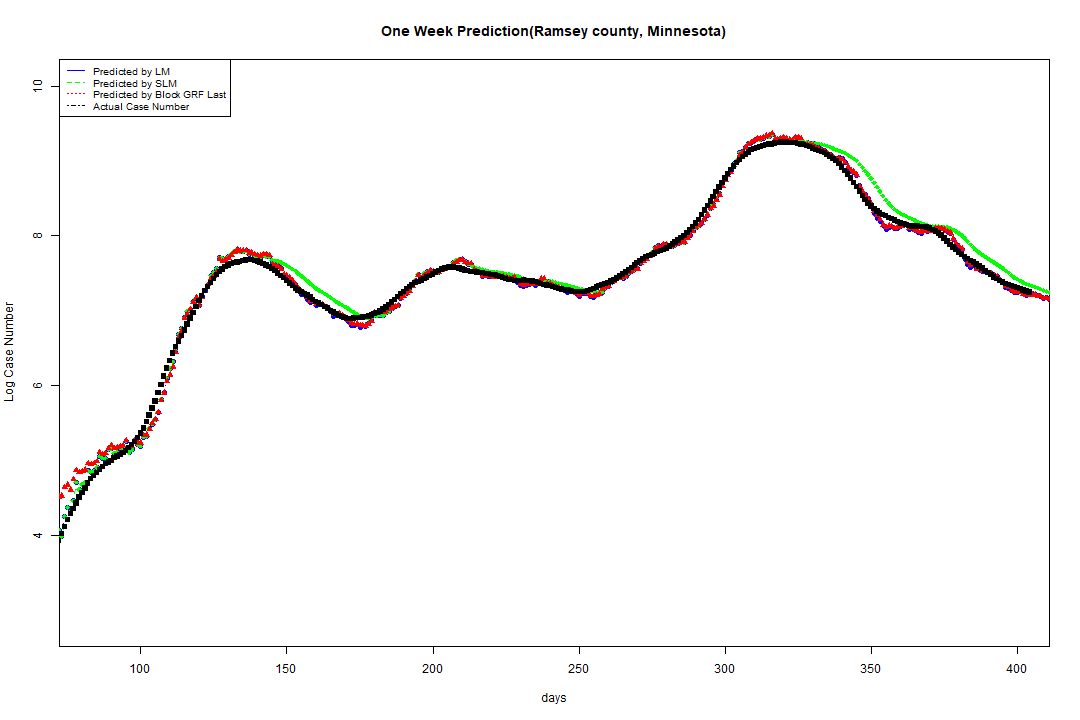 One Week Prediction(Ramsey county, Minnesota)
Predicted by LM
Predicted by SLM
Predicted by Block GRF Last
Actual Case Number
10
8
6
4
Log Case Number
100 150 200 250 300 350 400
days